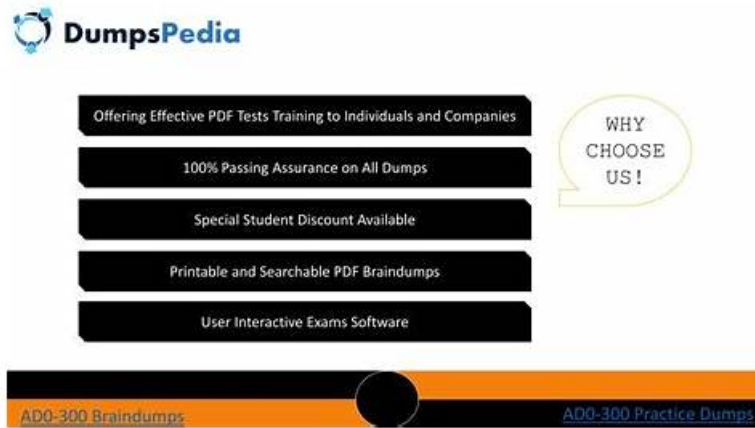 DumpsPedia
Offering Effective PDF Tests Training to Individuals and Companies
100% Passing Assurance on All Dumps
Special Student Discount Available
Printable and Searchable PDF Braindumps
User Interactive Exams Software
WHY
CHOOSE
US!
AD0-300 Braindumps
AD0-300 Practice Dumps